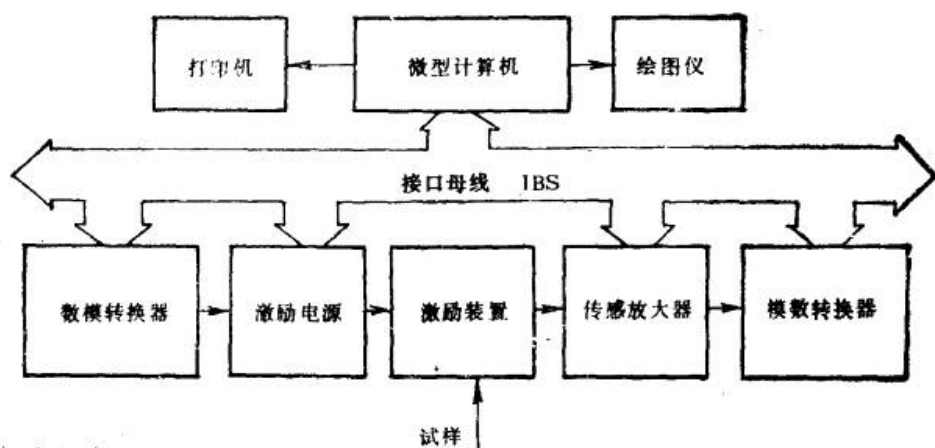 打印机
微型计算机
绘图仪
接口母线 IBS
数模转换器
激励电源
激励装置
传感放大器
模数转换器
试样